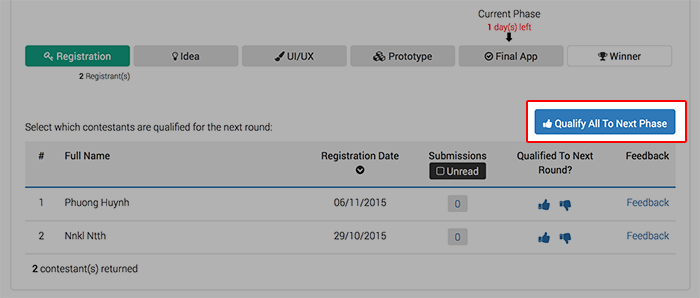 Current Phase
1 day(s) left
Registration Idea UI/UX Prototype Final App Winner
2 Registrant(s)
Qualify All To Next Phase
Select which contestants are qualified for the next round:
# Full Name Registration Date Submissions Qualified To Next Feedback
Unread Round?
1 Phuong Huynh 06/11/2015 0 Feedback
2 Nnkl Ntth 29/10/2015 0 Feedback
2 contestant(s) returned